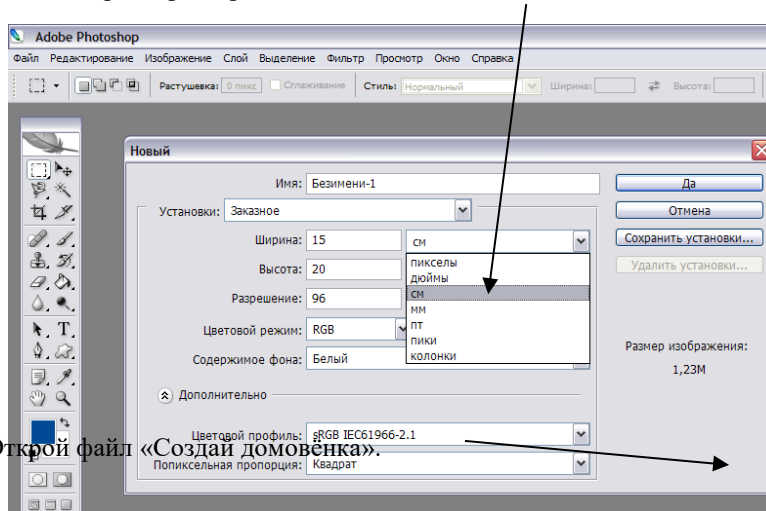 Adobe Photoshop
Файл Редактирование Изображение Слой Выделение Фильтр Просмотр Окно Справка
Растушевка: 0 пикс Сглаживание Стиль: Нормальный Ширина: Высота:
Новый
Имя: Безимени-1
Да
Установки: Заказное
Отмена
Ширина: 15 см
Сохранить установки...
Высота: 20
Удалить установки...
пикселы
дюймы
см
мм
пт
пики
колонки
Разрешение: 96
Цветовой режим: RGB
Содержимое фона: Белый
Размер изображения:
1,23M
Дополнительно
Цветовой профиль: sRGB IEC61966-2.1
Открой файл «Создай домовёнка».
Попиксельная пропорция: Квадрат